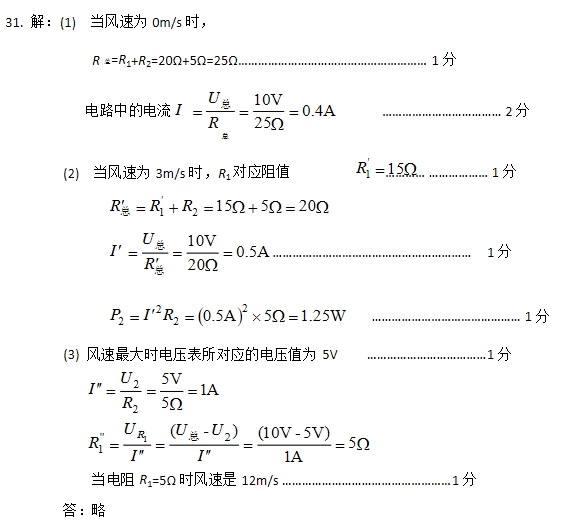 31. 解：(1) 当风速为 0m/s 时，
R总=R₁+R₂=20Ω+5Ω=25Ω……………………………………………… 1 分
电路中的电流 I = U总/R总 = 10V/25Ω = 0.4A ……………………………… 2 分
(2) 当风速为 3m/s 时，R₁ 对应阻值 R₁′=15Ω ……………… 1 分
R′总 = R₁′ + R₂ = 15Ω + 5Ω = 20Ω
I′ = U总/R′总 = 10V/20Ω = 0.5A …………………………………………… 1 分
P₂ = I′²R₂ = (0.5A)² × 5Ω = 1.25W ……………………………………… 1 分
(3) 风速最大时电压表所对应的电压值为 5V ………………………………1 分
I″ = U₂/R₂ = 5V/5Ω = 1A
R₁″ = U_R₁/I″ = (U总 - U₂)/I″ = (10V - 5V)/1A = 5Ω
当电阻 R₁=5Ω 时风速是 12m/s ……………………………………………1 分
答：略